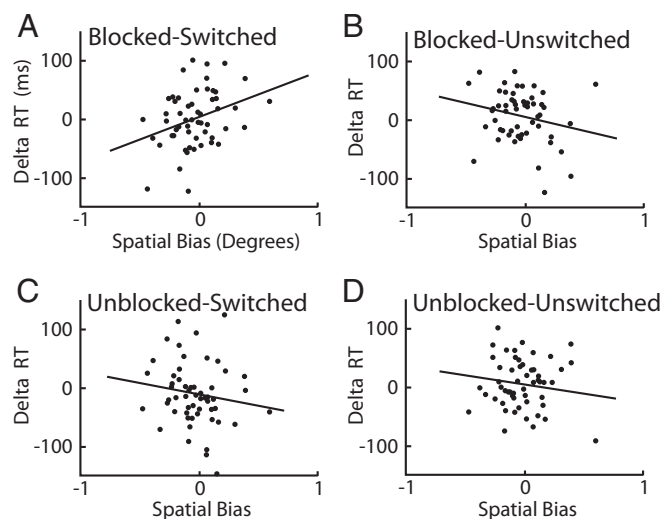 A Blocked-Switched
Delta RT (ms)
100
0
-100
-1 0 1
Spatial Bias (Degrees)
B Blocked-Unswitched
Delta RT
100
0
-100
-1 0 1
Spatial Bias
C Unblocked-Switched
Delta RT
100
0
-100
-1 0 1
Spatial Bias
D Unblocked-Unswitched
Delta RT
100
0
-100
-1 0 1
Spatial Bias